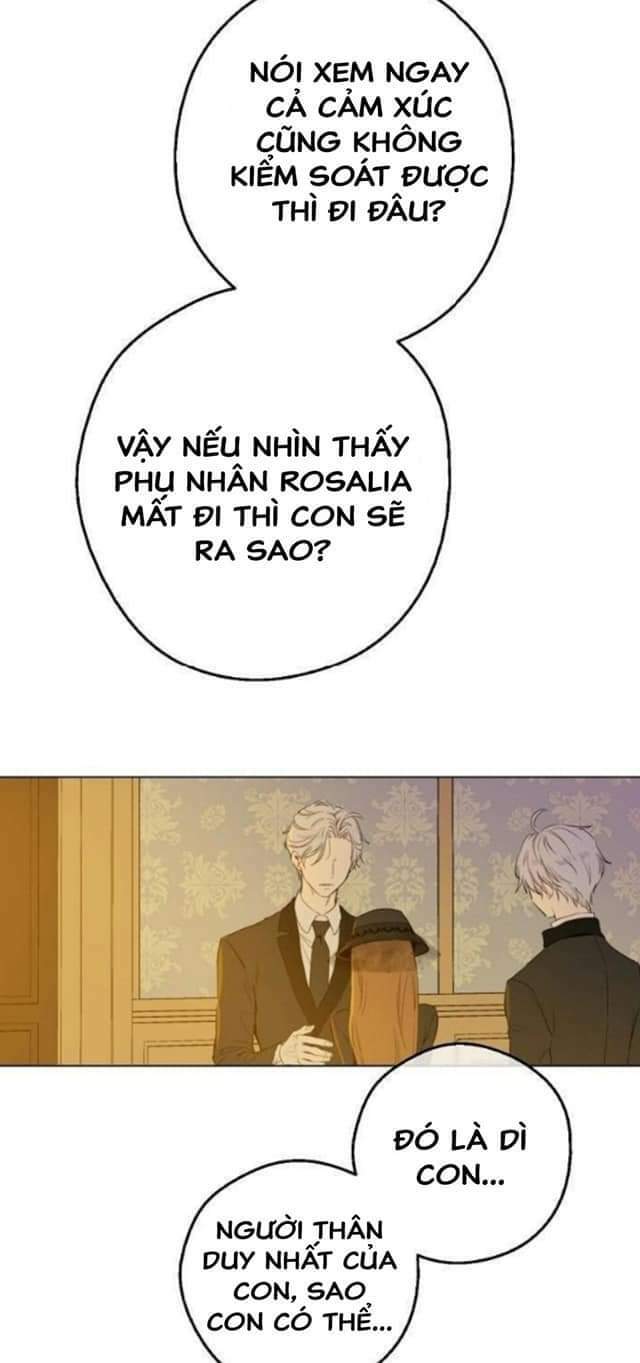 NÓI XEM NGAY
CẢ CẢM XÚC
CŨNG KHÔNG
KIỂM SOÁT ĐƯỢC
THÌ ĐI ĐÂU?
VẬY NẾU NHÌN THẤY
PHU NHÂN ROSALIA
MẤT ĐI THÌ CON SẼ
RA SAO?
ĐÓ LÀ DÌ
CON...
NGƯỜI THÂN
DUY NHẤT CỦA
CON, SAO
CON CÓ THỂ...